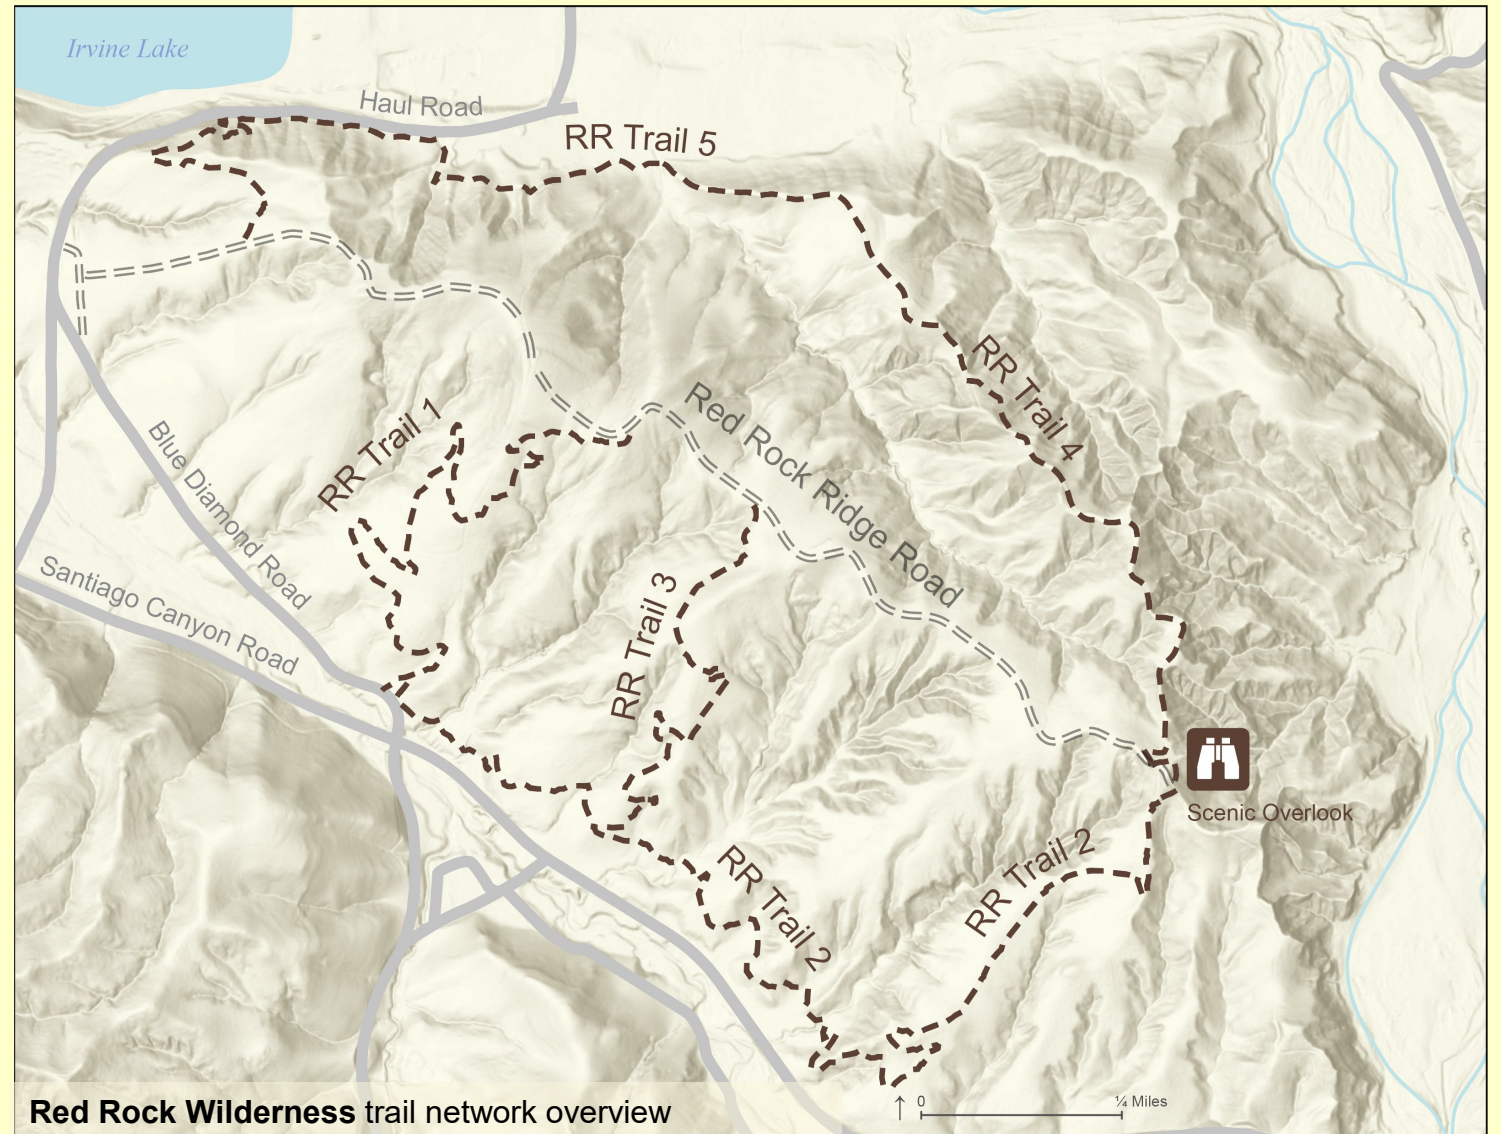 Irvine Lake
Haul Road
RR Trail 5
RR Trail 4
RR Trail 1
Red Rock Ridge Road
Blue Diamond Road
Santiago Canyon Road
RR Trail 3
Scenic Overlook
RR Trail 2
RR Trail 2
↑ 0 ¼ Miles
Red Rock Wilderness trail network overview